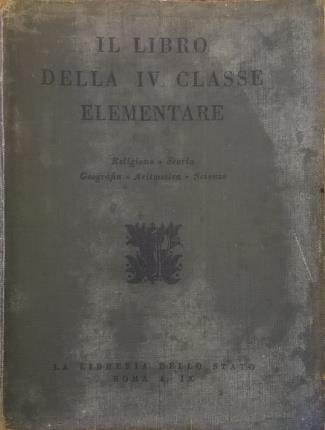 IL LIBRO
DELLA IV CLASSE
ELEMENTARE
Religione - Storia
Geografia - Aritmetica - Scienze
LA LIBRERIA DELLO STATO
ROMA A. IX